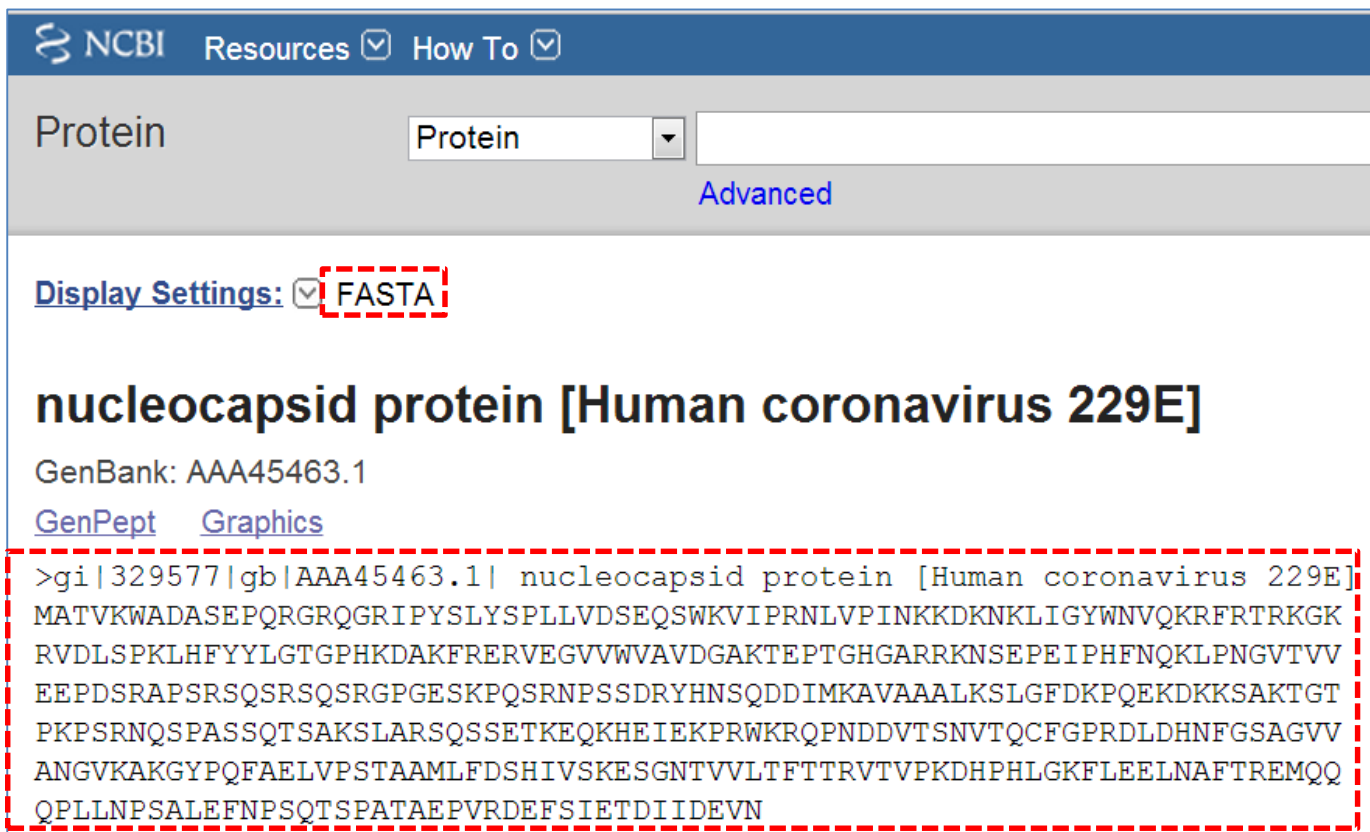 NCBI Resources How To
Protein Protein
Advanced
Display Settings: FASTA
nucleocapsid protein [Human coronavirus 229E]
GenBank: AAA45463.1
GenPept Graphics
>gi|329577|gb|AAA45463.1| nucleocapsid protein [Human coronavirus 229E]
MATVKWADASEPQRGRQGRIPYSLYSPLLVDSEQSWKVIPRNLVPINKKDKNKLIGYWNVQKRFRTRKGK
RVDLSPKLHFYYLGTGPHKDAKFRERVEGVVWVAVDGAKTEPTGHGARRKNSEPEIPHFNQKLPNGVTVV
EEPDSRAPSRSQSRSQSRGPGESKPQSRNPSSDRYHNSQDDIMKAVAAALKSLGFDKPQEKDKKSAKTGT
PKPSRNQSPASSQTSAKSLARSQSSETKEQKHEIEKPRWKRQPNDDVTSNVTQCFGPRDLDHNFGSAGVV
ANGVKAKGYPQFAELVPSTAAMLFDSHIVSKESGNTVVLTFTTRVTVPKDHPHLGKFLEELNAFTREMQQ
QPLLNPSALEFNPSQTSPATAEPVRDEFSIETDIIDEVN